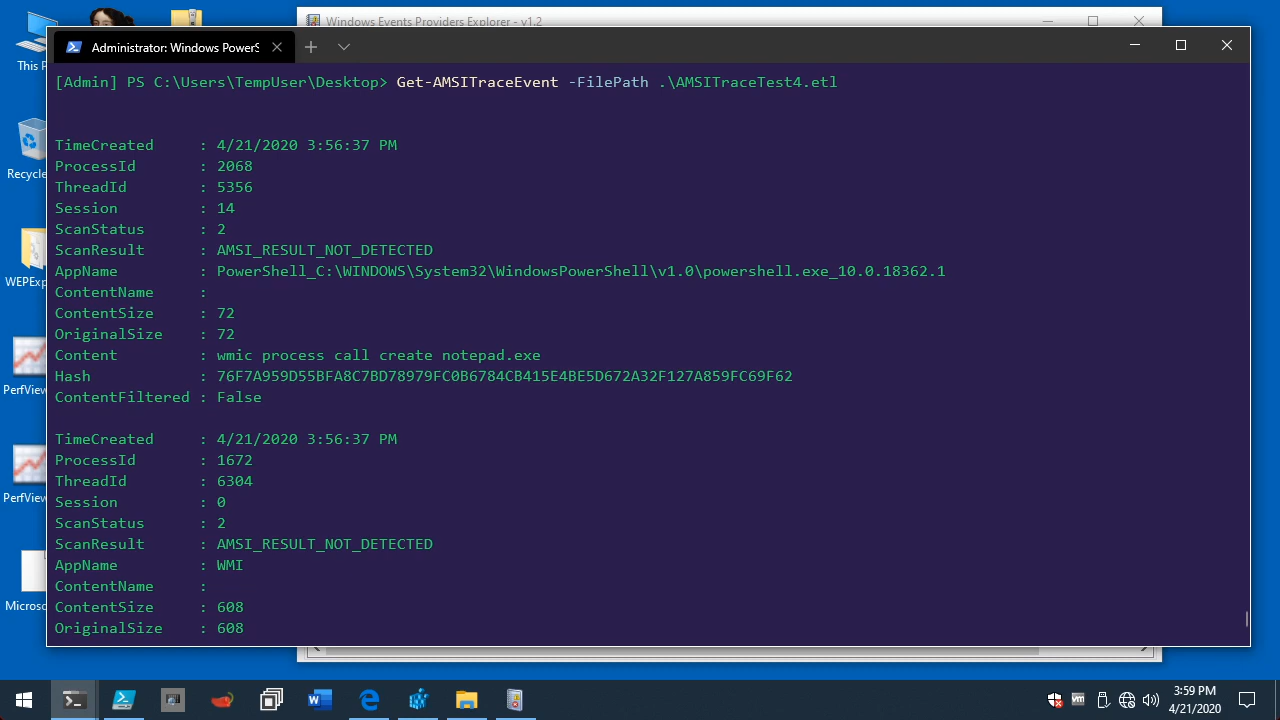 Windows Events Providers Explorer - v1.2
Administrator: Windows PowerS
This P
Recycle
WEPExp
PerfView
PerfView
Micros
[Admin] PS C:\Users\TempUser\Desktop> Get-AMSITraceEvent -FilePath .\AMSITraceTest4.etl
TimeCreated : 4/21/2020 3:56:37 PM
ProcessId : 2068
ThreadId : 5356
Session : 14
ScanStatus : 2
ScanResult : AMSI_RESULT_NOT_DETECTED
AppName : PowerShell_C:\WINDOWS\System32\WindowsPowerShell\v1.0\powershell.exe_10.0.18362.1
ContentName :
ContentSize : 72
OriginalSize : 72
Content : wmic process call create notepad.exe
Hash : 76F7A959D55BFA8C7BD78979FC0B6784CB415E4BE5D672A32F127A859FC69F62
ContentFiltered : False
TimeCreated : 4/21/2020 3:56:37 PM
ProcessId : 1672
ThreadId : 6304
Session : 0
ScanStatus : 2
ScanResult : AMSI_RESULT_NOT_DETECTED
AppName : WMI
ContentName :
ContentSize : 608
OriginalSize : 608
3:59 PM
4/21/2020